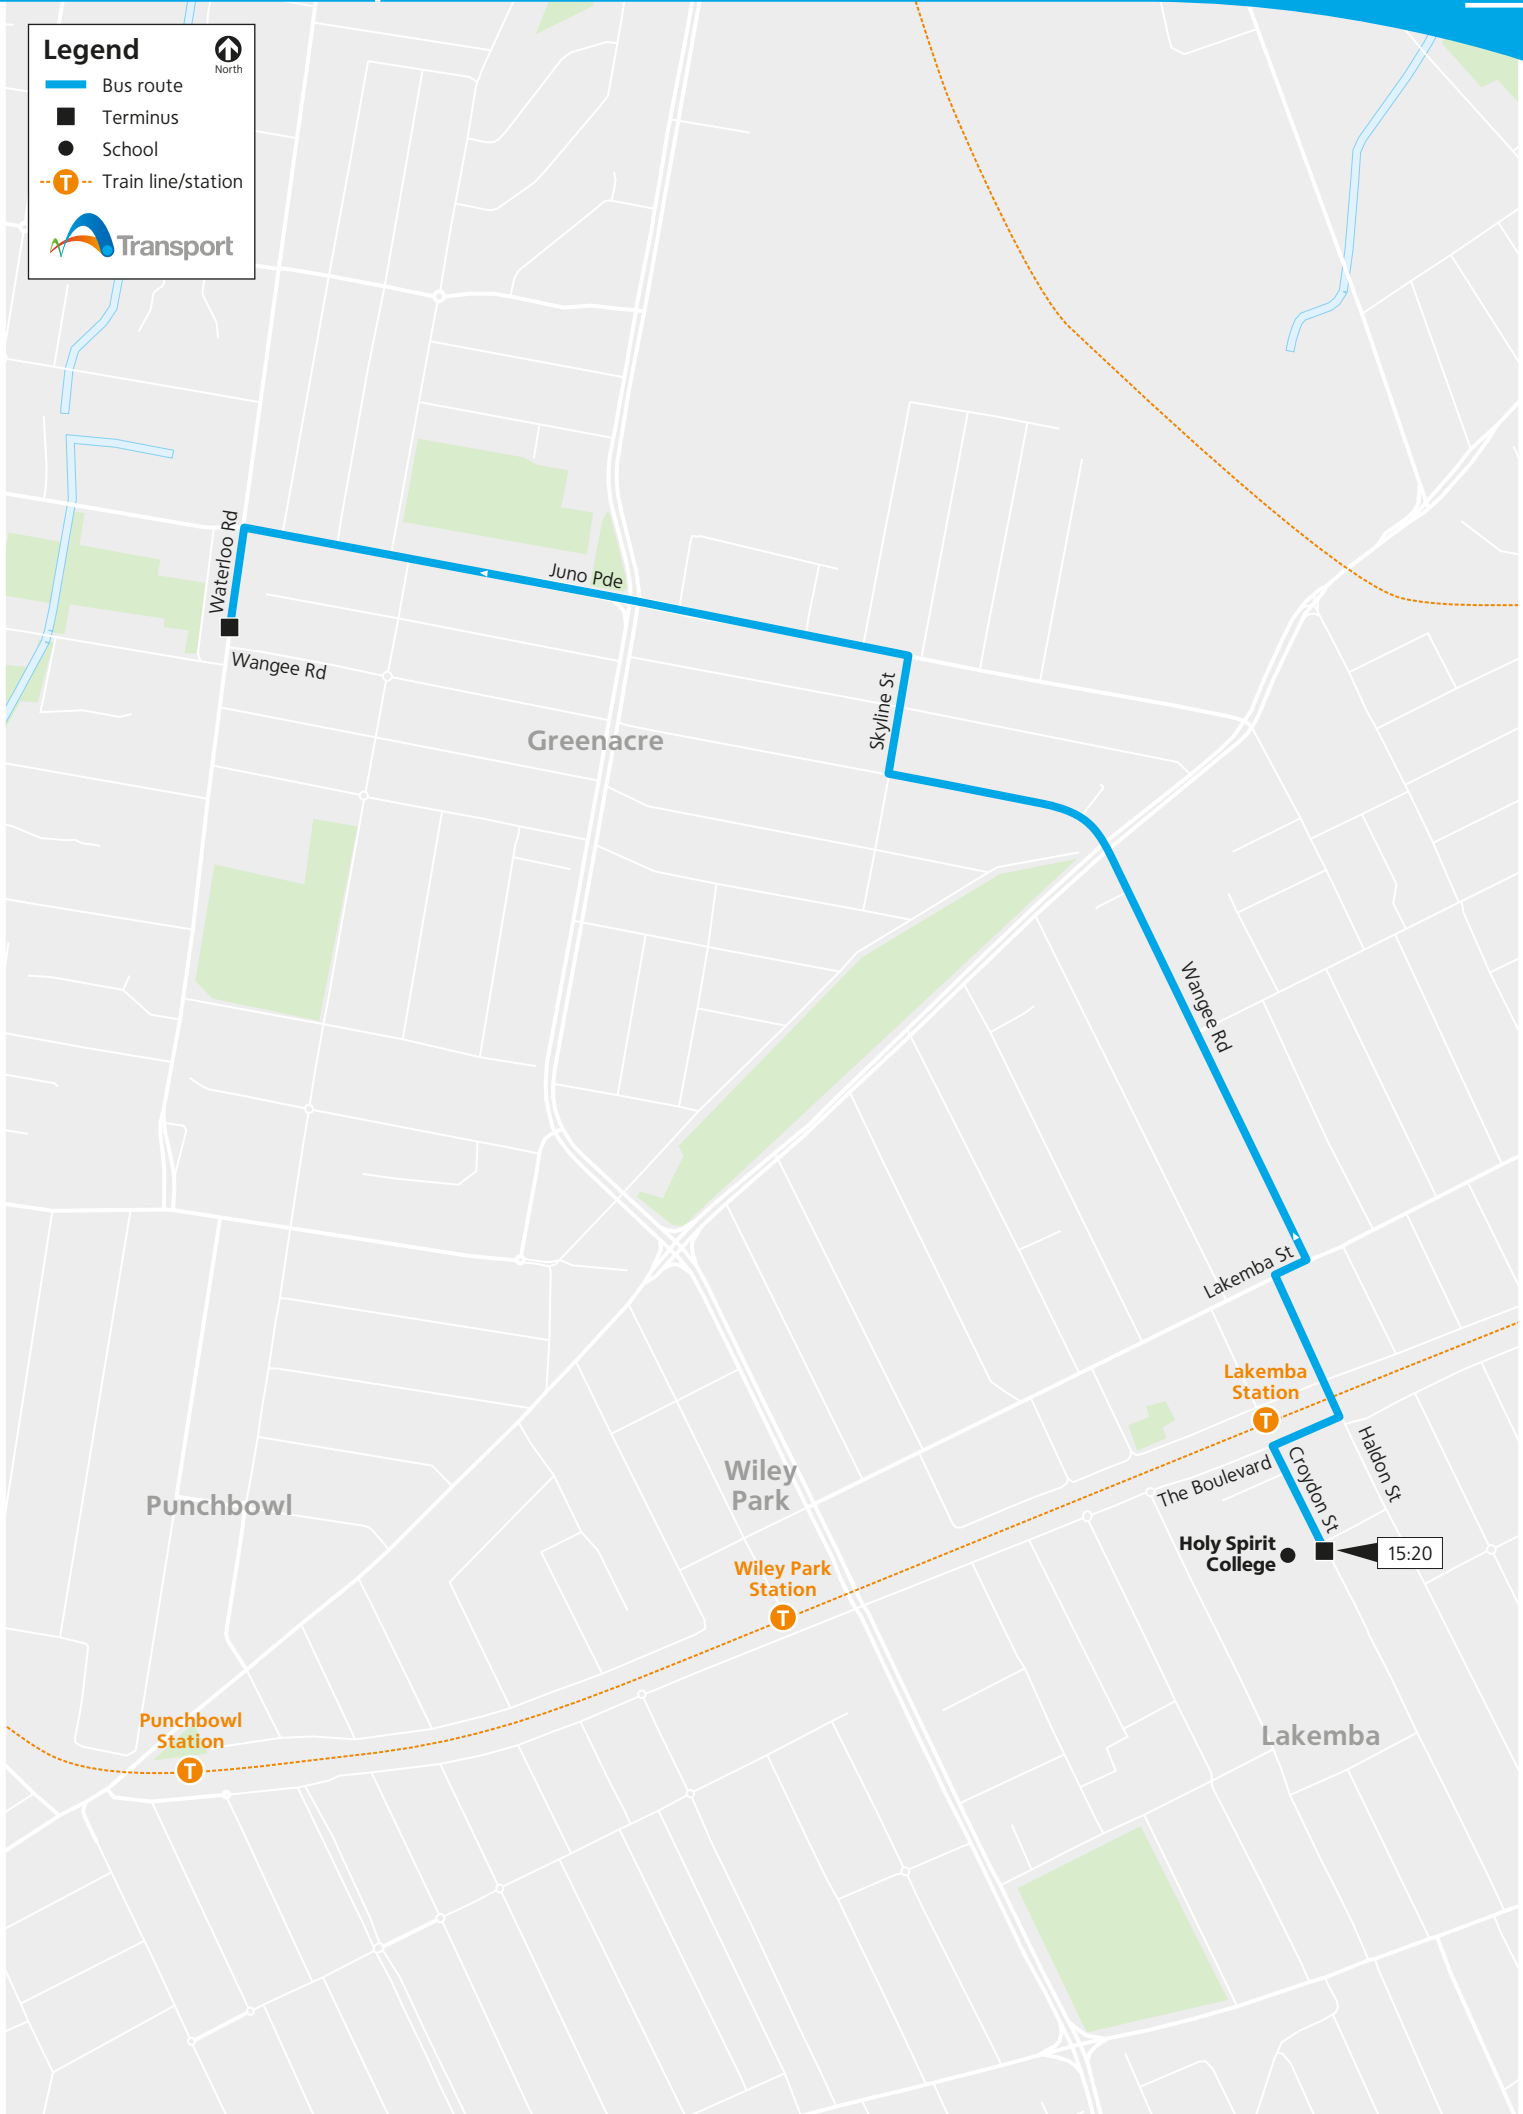 Legend
North
Bus route
Terminus
School
T
Train line/station
Transport
Waterloo Rd
Juno Pde
Wangee Rd
Skyline St
Greenacre
Wangee Rd
Lakemba St
Lakemba
Station
T
Haldon St
Croydon St
The Boulevard
Wiley
Park
Punchbowl
Holy Spirit
College
15:20
Wiley Park
Station
T
Punchbowl
Station
T
Lakemba